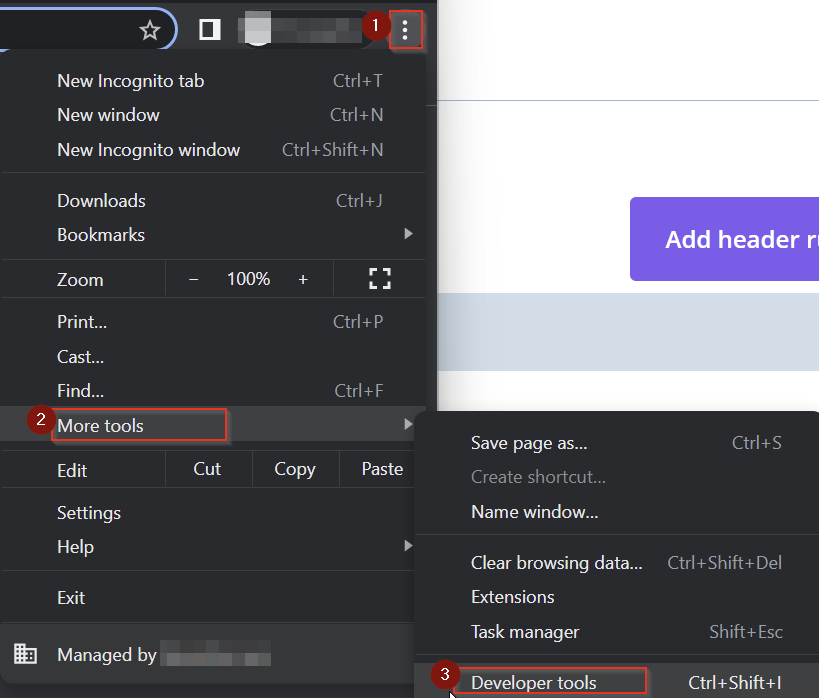 1
New Incognito tab Ctrl+T
New window Ctrl+N
New Incognito window Ctrl+Shift+N
Downloads Ctrl+J
Bookmarks
Zoom − 100% +
Print... Ctrl+P
Cast...
Find... Ctrl+F
2 More tools
Edit Cut Copy Paste
Settings
Help
Exit
Managed by
Add header
Save page as... Ctrl+S
Create shortcut...
Name window...
Clear browsing data... Ctrl+Shift+Del
Extensions
Task manager Shift+Esc
3 Developer tools Ctrl+Shift+I